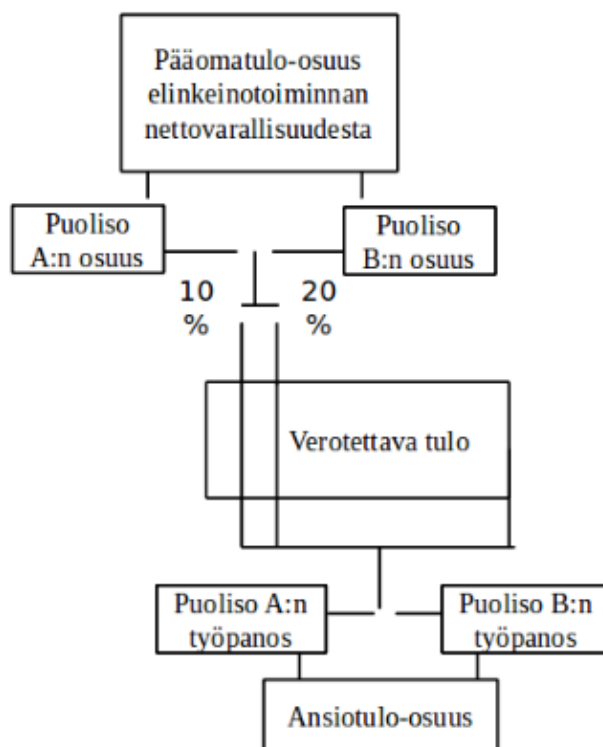 Pääomatulo-osuus
elinkeinotoiminnan
nettovarallisuudesta
Puoliso
A:n osuus
Puoliso
B:n osuus
10
%
20
%
Verotettava tulo
Puoliso A:n
työpanos
Puoliso B:n
työpanos
Ansiotulo-osuus